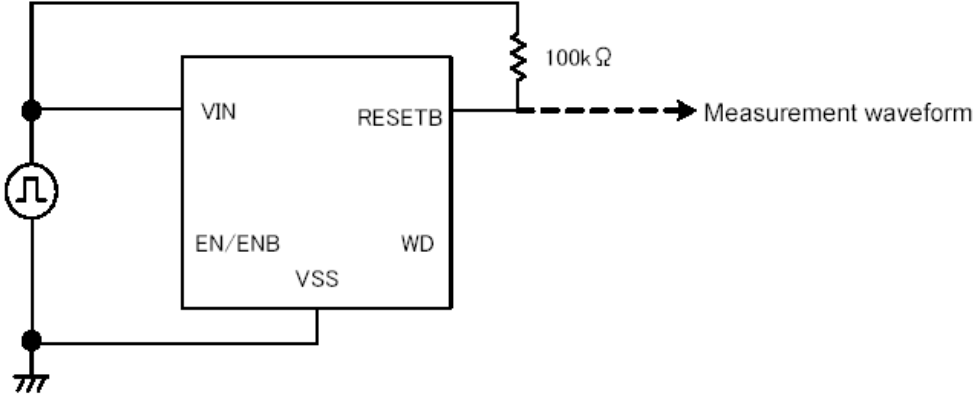 100kΩ
VIN
RESETB
Measurement waveform
EN/ENB
WD
VSS